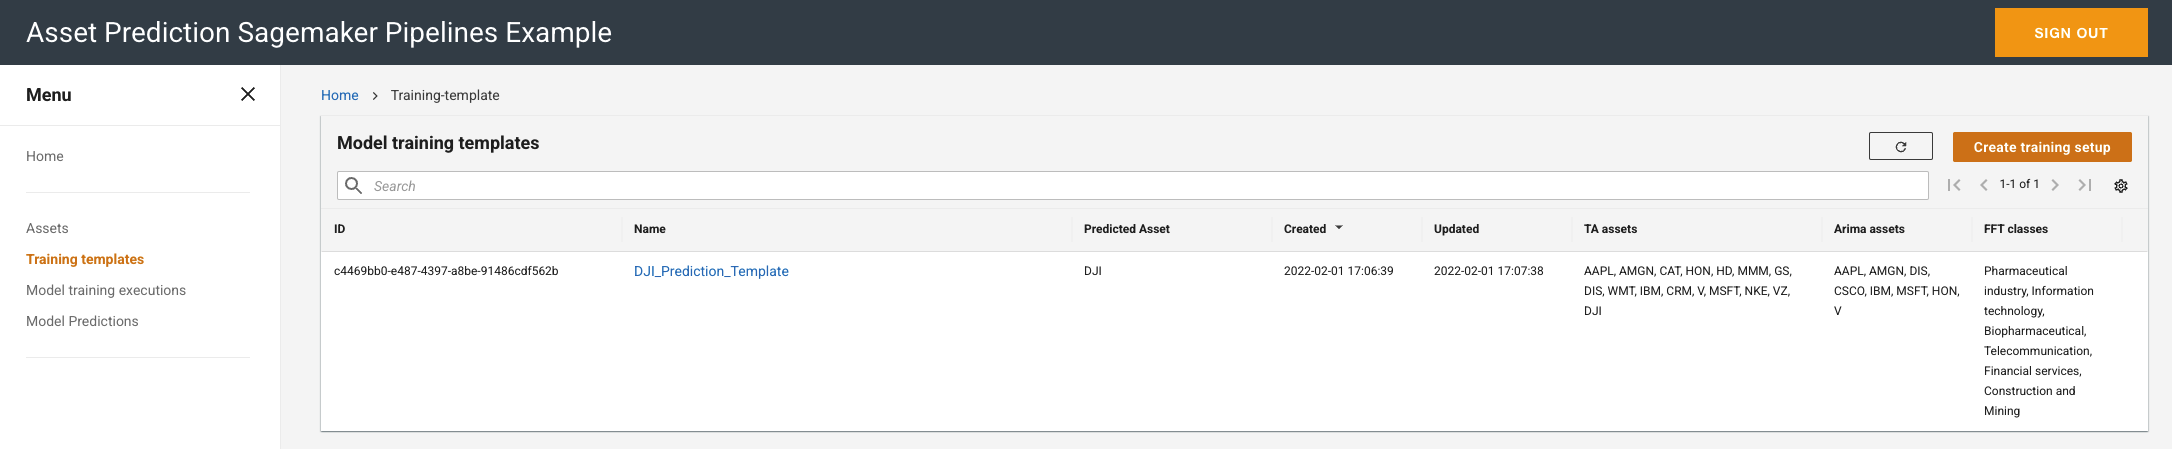 Asset Prediction Sagemaker Pipelines Example
SIGN OUT
Menu
Home
Assets
Training templates
Model training executions
Model Predictions
Home > Training-template
Model training templates
Create training setup
Search
1-1 of 1
ID Name Predicted Asset Created Updated TA assets Arima assets FFT classes
c4469bb0-e487-4397-a8be-91486cdf562b DJI_Prediction_Template DJI 2022-02-01 17:06:39 2022-02-01 17:07:38
AAPL, AMGN, CAT, HON, HD, MMM, GS,
DIS, WMT, IBM, CRM, V, MSFT, NKE, VZ,
DJI
AAPL, AMGN, DIS,
CSCO, IBM, MSFT, HON,
V
Pharmaceutical
industry, Information
technology,
Biopharmaceutical,
Telecommunication,
Financial services,
Construction and
Mining